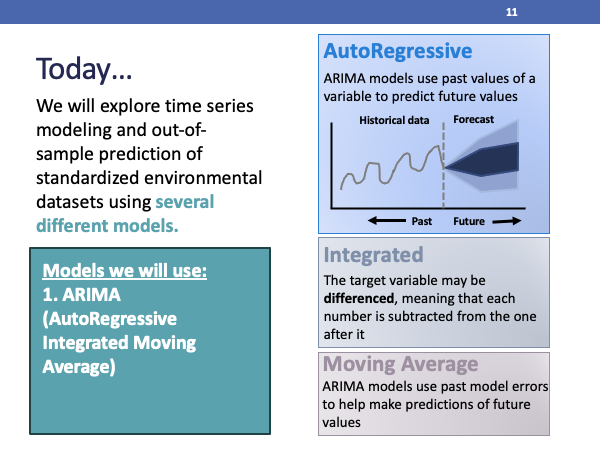 11
Today...
We will explore time series
modeling and out-of-
sample prediction of
standardized environmental
datasets using several
different models.
Models we will use:
1. ARIMA
(AutoRegressive
Integrated Moving
Average)
AutoRegressive
ARIMA models use past values of a
variable to predict future values
Historical data Forecast
Past Future
Integrated
The target variable may be
differenced, meaning that each
number is subtracted from the one
after it
Moving Average
ARIMA models use past model errors
to help make predictions of future
values